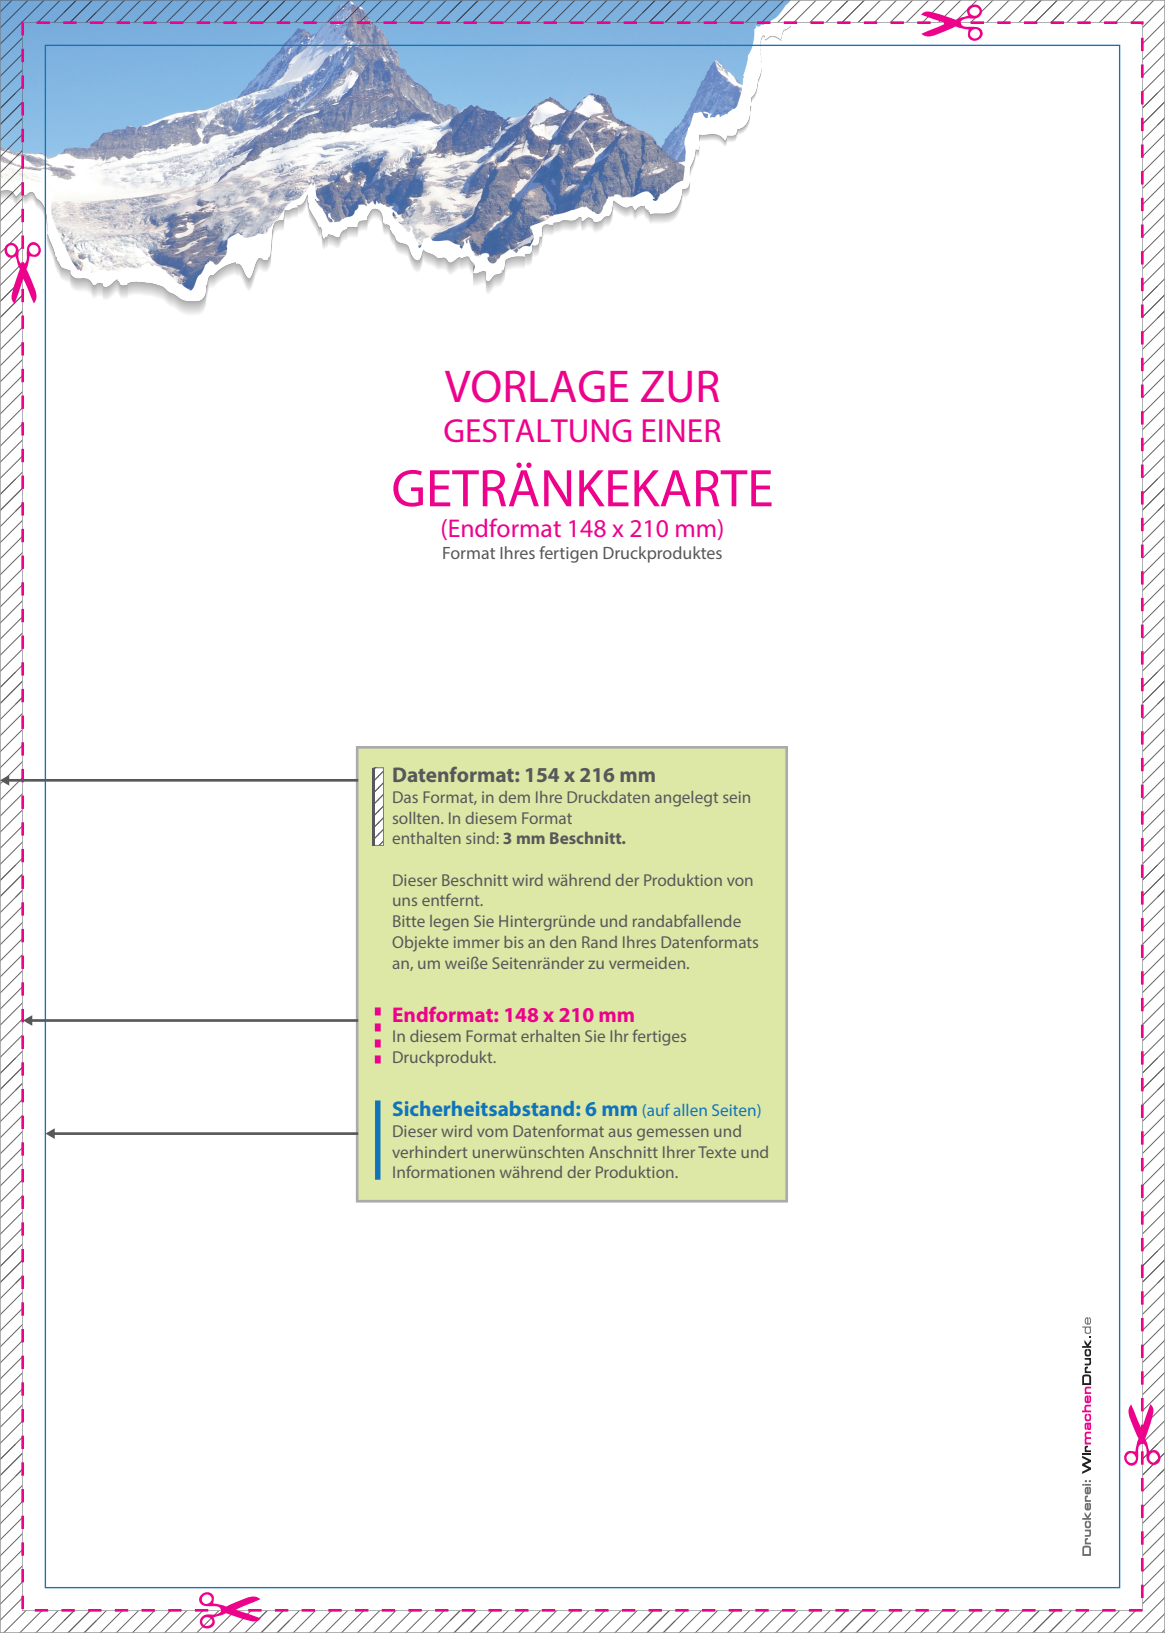 VORLAGE ZUR
GESTALTUNG EINER
GETRÄNKEKARTE
(Endformat 148 x 210 mm)
Format Ihres fertigen Druckproduktes
Datenformat: 154 x 216 mm
Das Format, in dem Ihre Druckdaten angelegt sein
sollten. In diesem Format
enthalten sind: 3 mm Beschnitt.
Dieser Beschnitt wird während der Produktion von
uns entfernt.
Bitte legen Sie Hintergründe und randabfallende
Objekte immer bis an den Rand Ihres Datenformats
an, um weiße Seitenränder zu vermeiden.
Endformat: 148 x 210 mm
In diesem Format erhalten Sie Ihr fertiges
Druckprodukt.
Sicherheitsabstand: 6 mm (auf allen Seiten)
Dieser wird vom Datenformat aus gemessen und
verhindert unerwünschten Anschnitt Ihrer Texte und
Informationen während der Produktion.
Druckerei: WIrmachenDruck.de